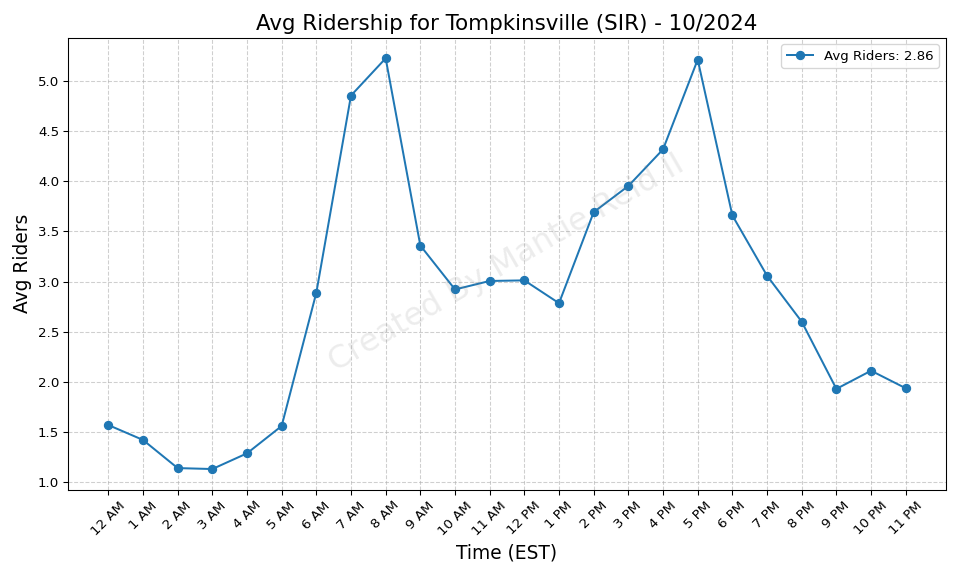 Avg Ridership for Tompkinsville (SIR) - 10/2024
Avg Riders: 2.86
Avg Riders
5.0
4.5
4.0
3.5
3.0
2.5
2.0
1.5
1.0
Created By Mantie Reid II
12 AM
1 AM
2 AM
3 AM
4 AM
5 AM
6 AM
7 AM
8 AM
9 AM
10 AM
11 AM
12 PM
1 PM
2 PM
3 PM
4 PM
5 PM
6 PM
7 PM
8 PM
9 PM
10 PM
11 PM
Time (EST)